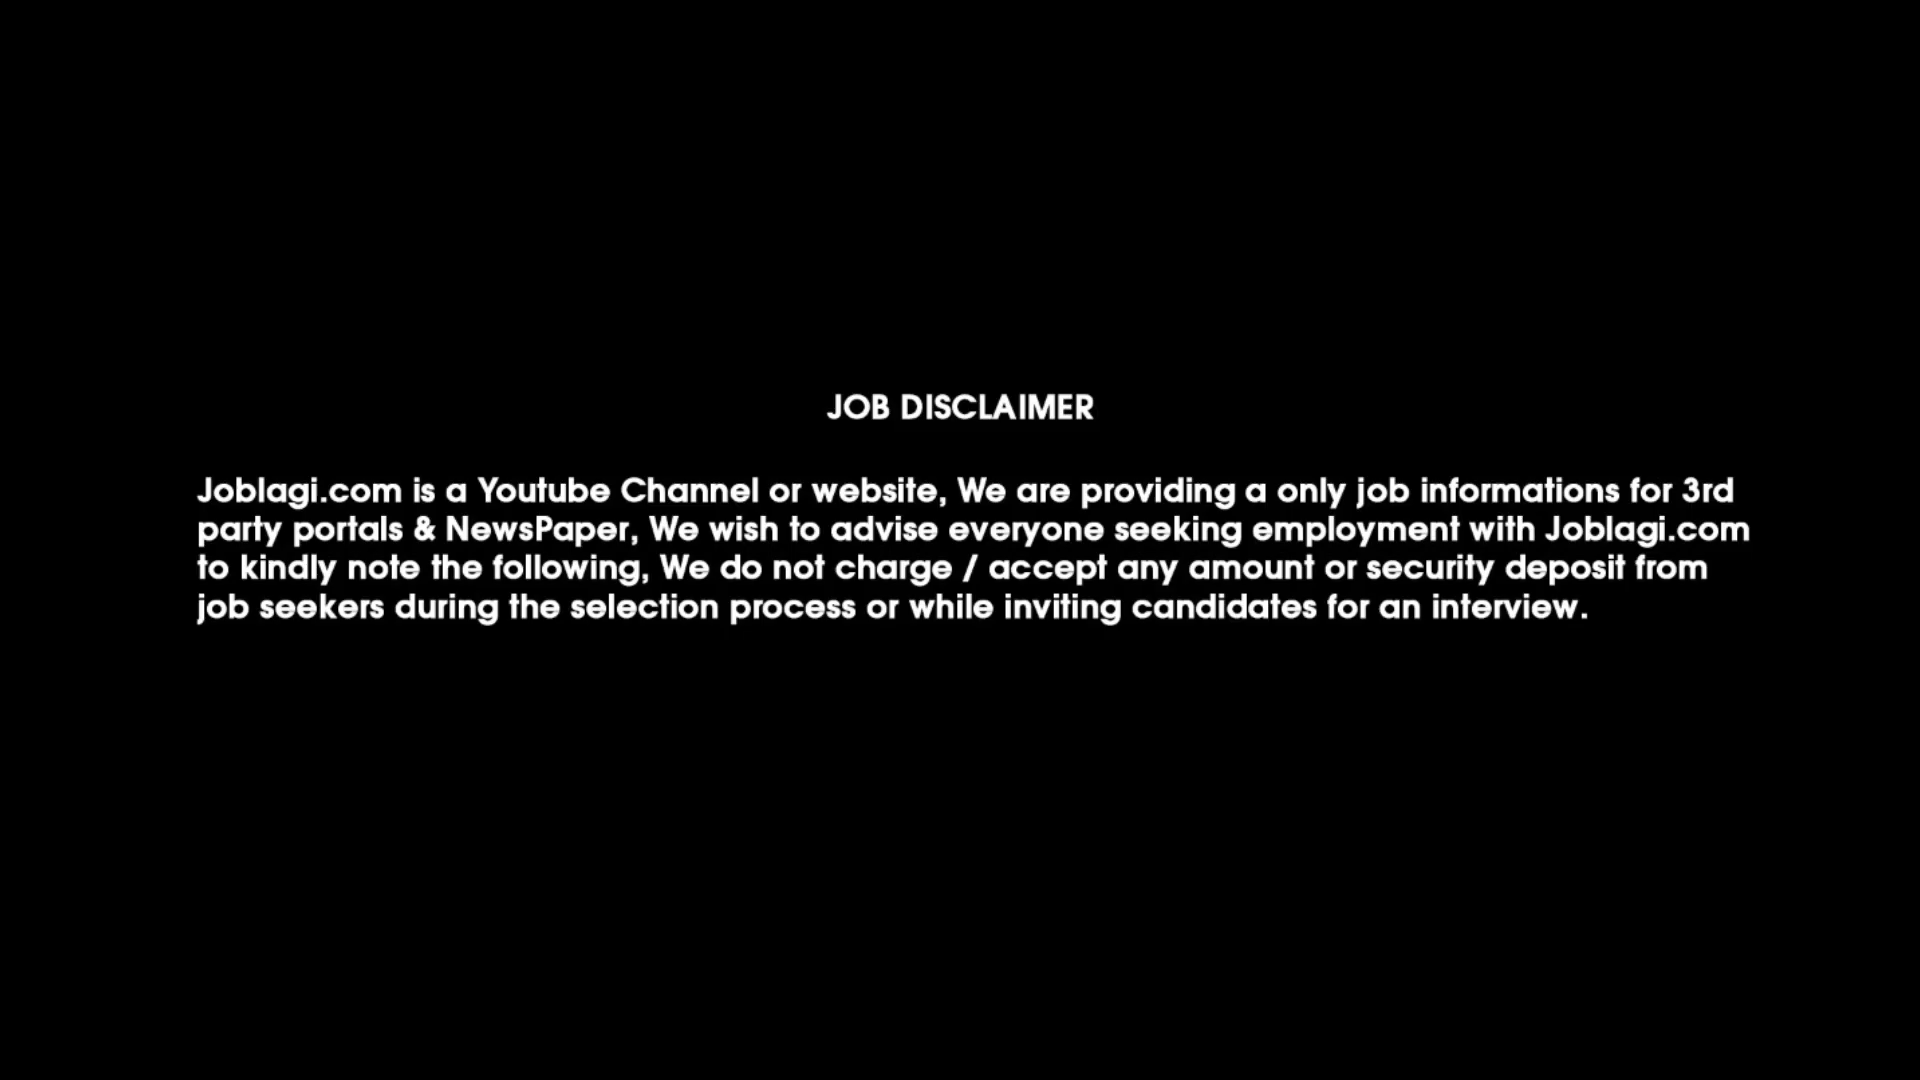 JOB DISCLAIMER
Joblagi.com is a Youtube Channel or website, We are providing a only job informations for 3rd
party portals & NewsPaper, We wish to advise everyone seeking employment with Joblagi.com
to kindly note the following, We do not charge / accept any amount or security deposit from
job seekers during the selection process or while inviting candidates for an interview.